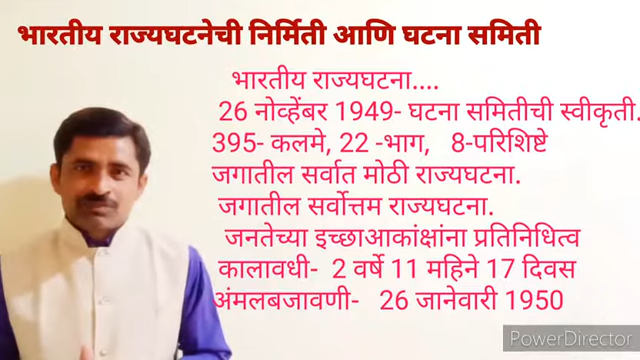 भारतीय राज्यघटनेची निर्मिती आणि घटना समिती
भारतीय राज्यघटना....
26 नोव्हेंबर 1949- घटना समितीची स्वीकृती.
395- कलमे, 22 -भाग, 8-परिशिष्टे
जगातील सर्वात मोठी राज्यघटना.
जगातील सर्वोत्तम राज्यघटना.
जनतेच्या इच्छाआकांक्षांना प्रतिनिधित्व
कालावधी- 2 वर्षे 11 महिने 17 दिवस
अंमलबजावणी- 26 जानेवारी 1950
PowerDirector